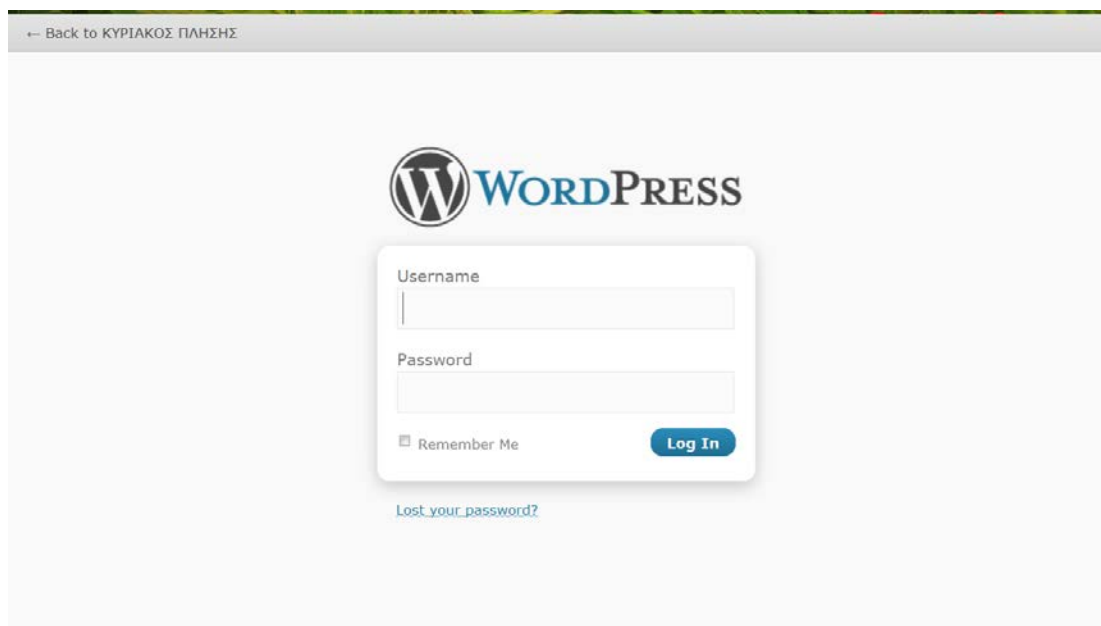 ← Back to ΚΥΡΙΑΚΟΣ ΠΛΗΣΗΣ
WORDPRESS
Username
Password
Remember Me
Log In
Lost your password?